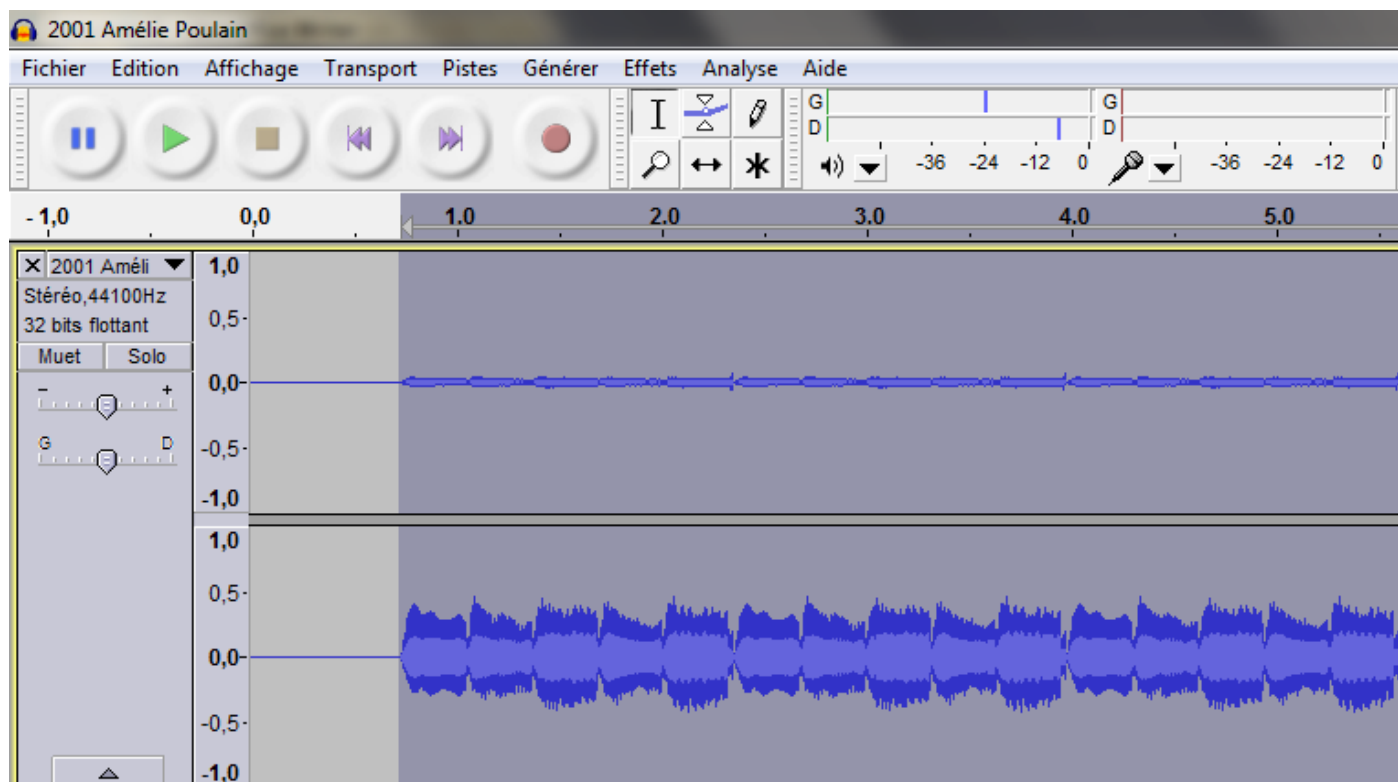 2001 Amélie Poulain
Fichier Edition Affichage Transport Pistes Générer Effets Analyse Aide
G G
D D
-36 -24 -12 0 -36 -24 -12 0
- 1,0 0,0 1,0 2,0 3,0 4,0 5,0
2001 Améli 1,0
Stéréo,44100Hz
32 bits flottant 0,5
Muet Solo
- + 0,0
G D -0,5
-1,0
1,0
0,5
0,0
-0,5
-1,0